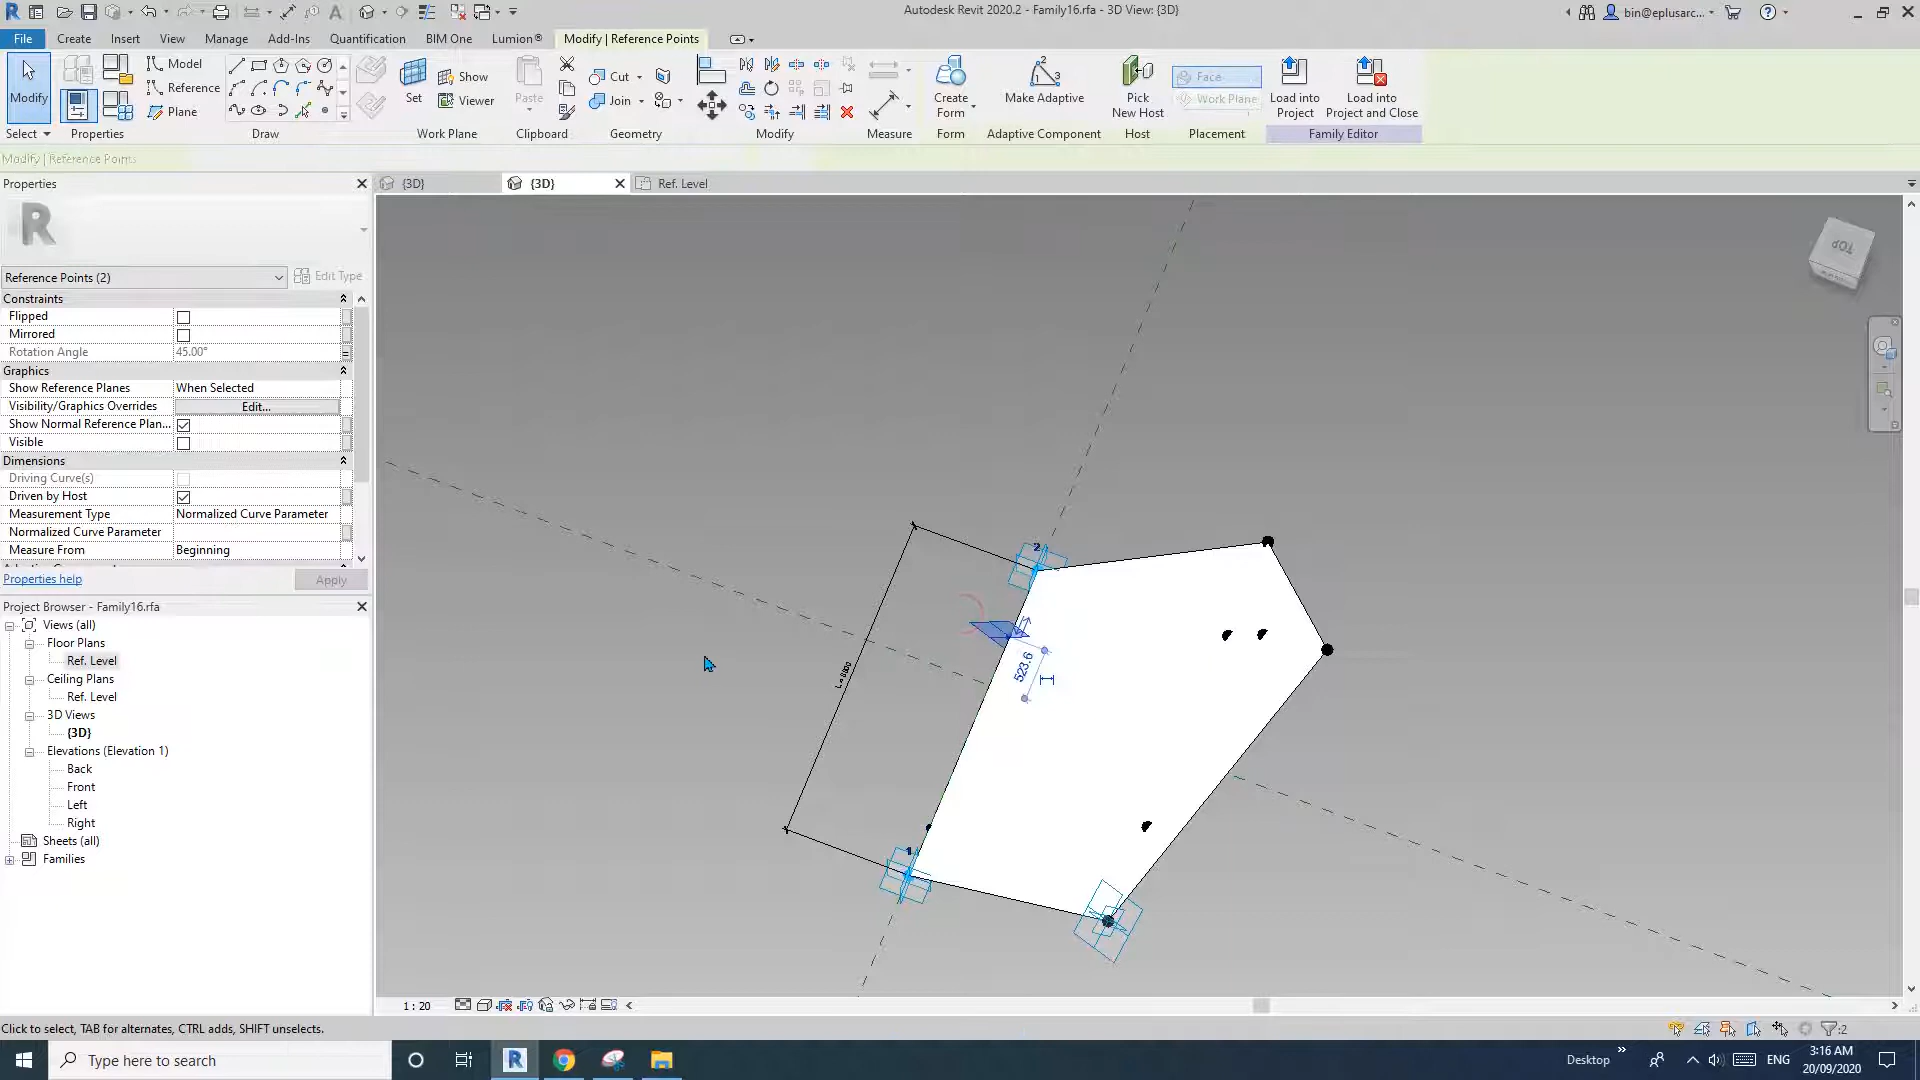 Autodesk Revit 2020.2 - Family16.rfa - 3D View: {3D}
bin@eplusarc...
File Create Insert View Manage Add-Ins Quantification BIM One Lumion® Modify | Reference Points
Modify
Model
Reference
Plane
Set
Show
Viewer
Paste
Cut
Join
Create
Form
Make Adaptive
Pick
New Host
Face
Work Plane
Load into
Project
Load into
Project and Close
Select Properties Draw Work Plane Clipboard Geometry Modify Measure Form Adaptive Component Host Placement Family Editor
Modify | Reference Points
Properties
{3D}
{3D}
Ref. Level
Reference Points (2)
Edit Type
Constraints
Flipped
Mirrored
Rotation Angle 45.00°
Graphics
Show Reference Planes When Selected
Visibility/Graphics Overrides Edit...
Show Normal Reference Plan...
Visible
Dimensions
Driving Curve(s)
Driven by Host
Measurement Type Normalized Curve Parameter
Normalized Curve Parameter
Measure From Beginning
Properties help
Apply
Project Browser - Family16.rfa
Views (all)
Floor Plans
Ref. Level
Ceiling Plans
Ref. Level
3D Views
{3D}
Elevations (Elevation 1)
Back
Front
Left
Right
Sheets (all)
Families
TOP
2
523.6
1
1 : 20
Click to select, TAB for alternates, CTRL adds, SHIFT unselects.
:2
Type here to search
Desktop
ENG
3:16 AM
20/09/2020